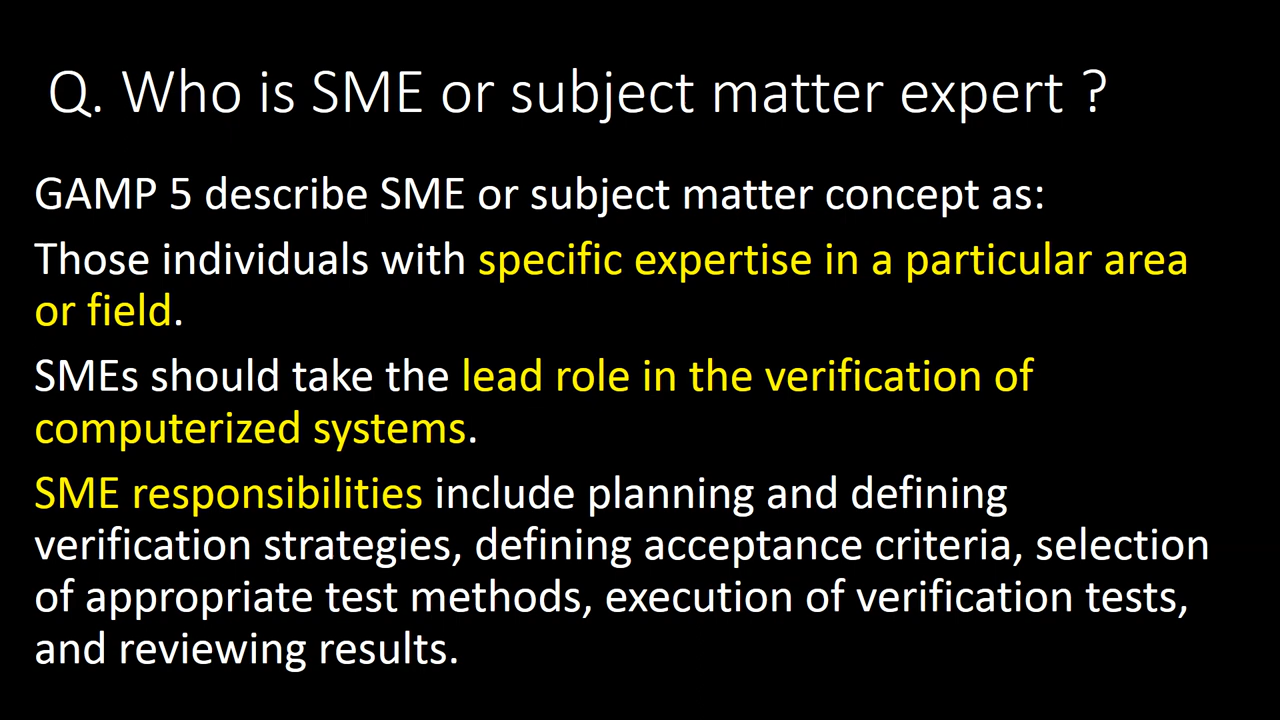 Q. Who is SME or subject matter expert ?
GAMP 5 describe SME or subject matter concept as:
Those individuals with specific expertise in a particular area
or field.
SMEs should take the lead role in the verification of
computerized systems.
SME responsibilities include planning and defining
verification strategies, defining acceptance criteria, selection
of appropriate test methods, execution of verification tests,
and reviewing results.